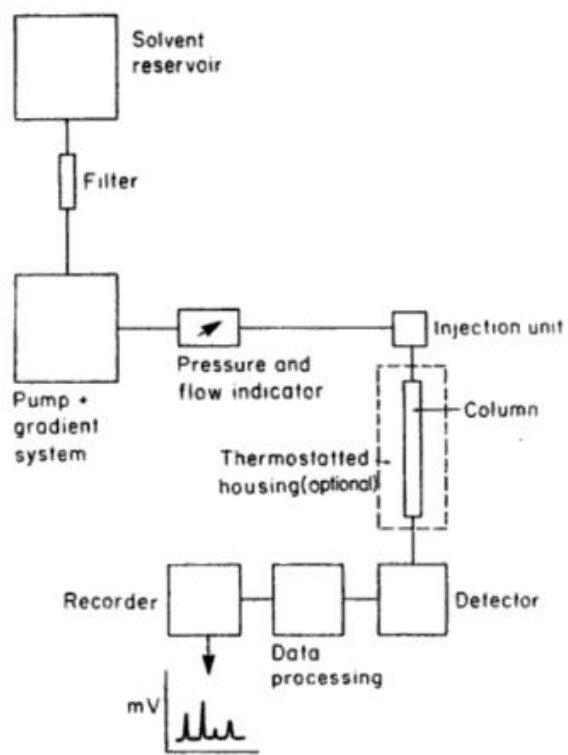 Solvent
reservoir
Filter
Pump +
gradient
system
Pressure and
flow indicator
Injection unit
Column
Thermostatted
housing(optional)
Detector
Data
processing
Recorder
mV